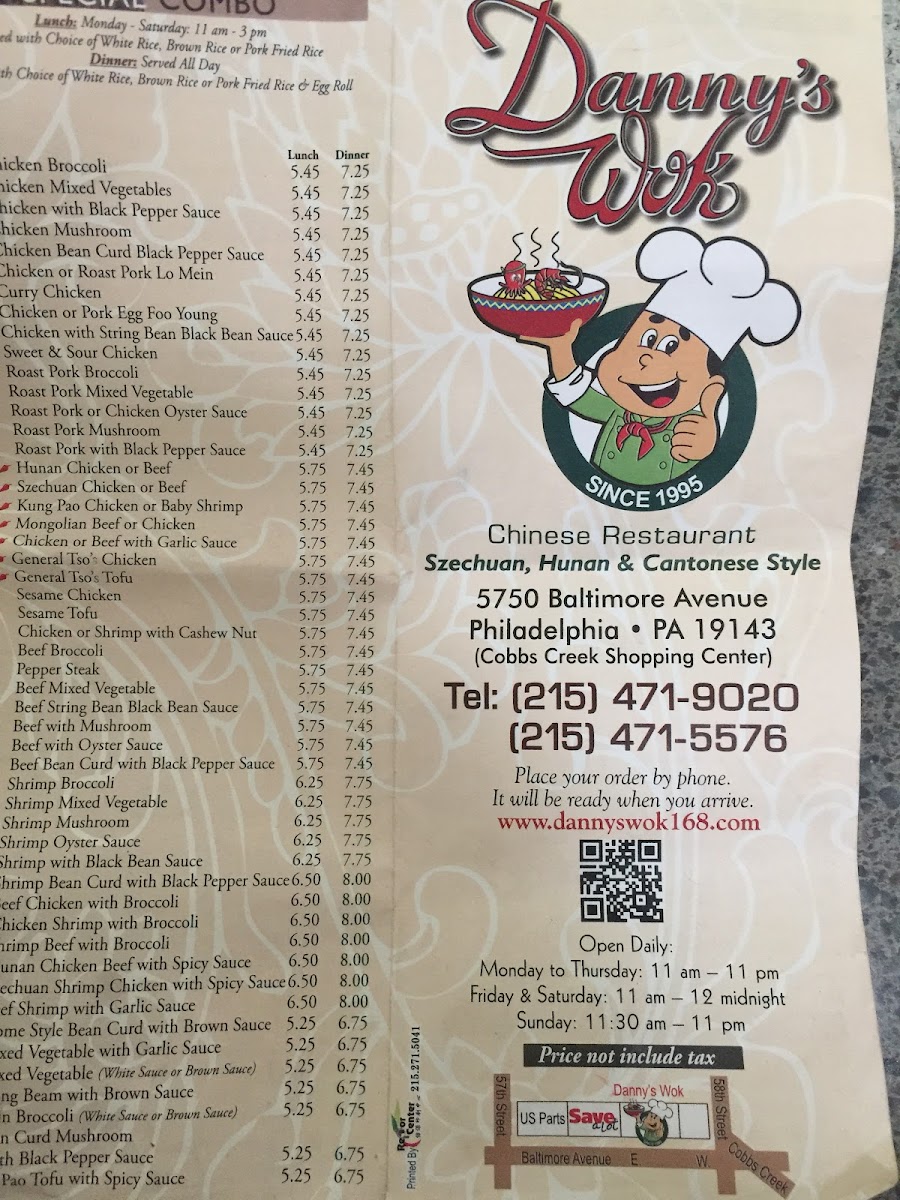 SPECIAL COMBO
Lunch: Monday - Saturday: 11 am - 3 pm
ed with Choice of White Rice, Brown Rice or Pork Fried Rice
Dinner: Served All Day
th Choice of White Rice, Brown Rice or Pork Fried Rice & Egg Roll
Lunch Dinner
hicken Broccoli 5.45 7.25
hicken Mixed Vegetables 5.45 7.25
hicken with Black Pepper Sauce 5.45 7.25
hicken Mushroom 5.45 7.25
Chicken Bean Curd Black Pepper Sauce 5.45 7.25
Chicken or Roast Pork Lo Mein 5.45 7.25
Curry Chicken 5.45 7.25
Chicken or Pork Egg Foo Young 5.45 7.25
Chicken with String Bean Black Bean Sauce 5.45 7.25
Sweet & Sour Chicken 5.45 7.25
Roast Pork Broccoli 5.45 7.25
Roast Pork Mixed Vegetable 5.45 7.25
Roast Pork or Chicken Oyster Sauce 5.45 7.25
Roast Pork Mushroom 5.45 7.25
Roast Pork with Black Pepper Sauce 5.45 7.25
Hunan Chicken or Beef 5.75 7.45
Szechuan Chicken or Beef 5.75 7.45
Kung Pao Chicken or Baby Shrimp 5.75 7.45
Mongolian Beef or Chicken 5.75 7.45
Chicken or Beef with Garlic Sauce 5.75 7.45
General Tso's Chicken 5.75 7.45
General Tso's Tofu 5.75 7.45
Sesame Chicken 5.75 7.45
Sesame Tofu 5.75 7.45
Chicken or Shrimp with Cashew Nut 5.75 7.45
Beef Broccoli 5.75 7.45
Pepper Steak 5.75 7.45
Beef Mixed Vegetable 5.75 7.45
Beef String Bean Black Bean Sauce 5.75 7.45
Beef with Mushroom 5.75 7.45
Beef with Oyster Sauce 5.75 7.45
Beef Bean Curd with Black Pepper Sauce 5.75 7.45
Shrimp Broccoli 6.25 7.75
Shrimp Mixed Vegetable 6.25 7.75
Shrimp Mushroom 6.25 7.75
Shrimp Oyster Sauce 6.25 7.75
Shrimp with Black Bean Sauce 6.25 7.75
hrimp Bean Curd with Black Pepper Sauce 6.50 8.00
eef Chicken with Broccoli 6.50 8.00
hicken Shrimp with Broccoli 6.50 8.00
hrimp Beef with Broccoli 6.50 8.00
unan Chicken Beef with Spicy Sauce 6.50 8.00
echuan Shrimp Chicken with Spicy Sauce 6.50 8.00
ef Shrimp with Garlic Sauce 6.50 8.00
ome Style Bean Curd with Brown Sauce 5.25 6.75
xed Vegetable with Garlic Sauce 5.25 6.75
xed Vegetable (White Sauce or Brown Sauce) 5.25 6.75
ng Beam with Brown Sauce 5.25 6.75
n Broccoli (White Sauce or Brown Sauce) 5.25 6.75
n Curd Mushroom
th Black Pepper Sauce 5.25 6.75
Pao Tofu with Spicy Sauce 5.25 6.75
Danny's
Wok
SINCE 1995
Chinese Restaurant
Szechuan, Hunan & Cantonese Style
5750 Baltimore Avenue
Philadelphia • PA 19143
(Cobbs Creek Shopping Center)
Tel: (215) 471-9020
(215) 471-5576
Place your order by phone.
It will be ready when you arrive.
www.dannyswok168.com
Open Daily:
Monday to Thursday: 11 am – 11 pm
Friday & Saturday: 11 am – 12 midnight
Sunday: 11:30 am – 11 pm
Price not include tax
Danny's Wok
57th Street
US Parts
Save
a lot
58th Street
Baltimore Avenue E W
Cobbs Creek
Printed By
Center
215.271.5041